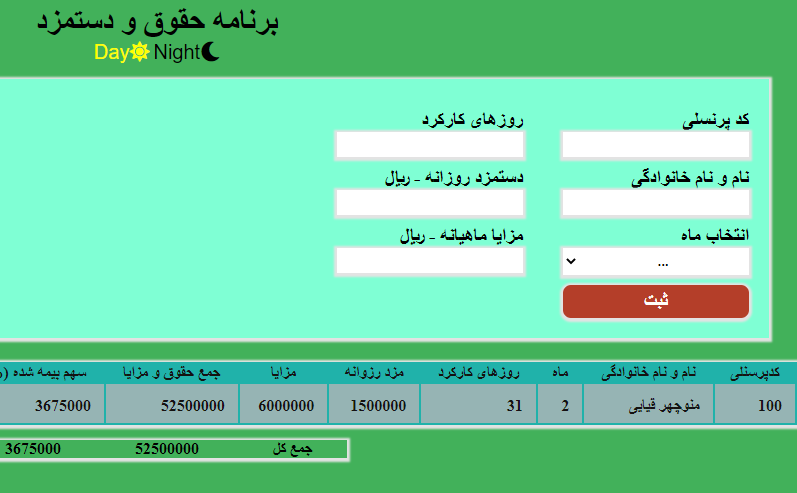 برنامه حقوق و دستمزد
Day Night
کد پرنسلی
روزهای کارکرد
نام و نام خانوادگی
دستمزد روزانه - ریال
انتخاب ماه
مزایا ماهیانه - ریال
...
ثبت
کدپرسنلی نام و نام خانوادگی ماه روزهای کارکرد مزد رزوانه مزایا جمع حقوق و مزایا سهم بیمه شده
100 منوچهر قیایی 2 31 1500000 6000000 52500000 3675000
جمع کل 52500000 3675000